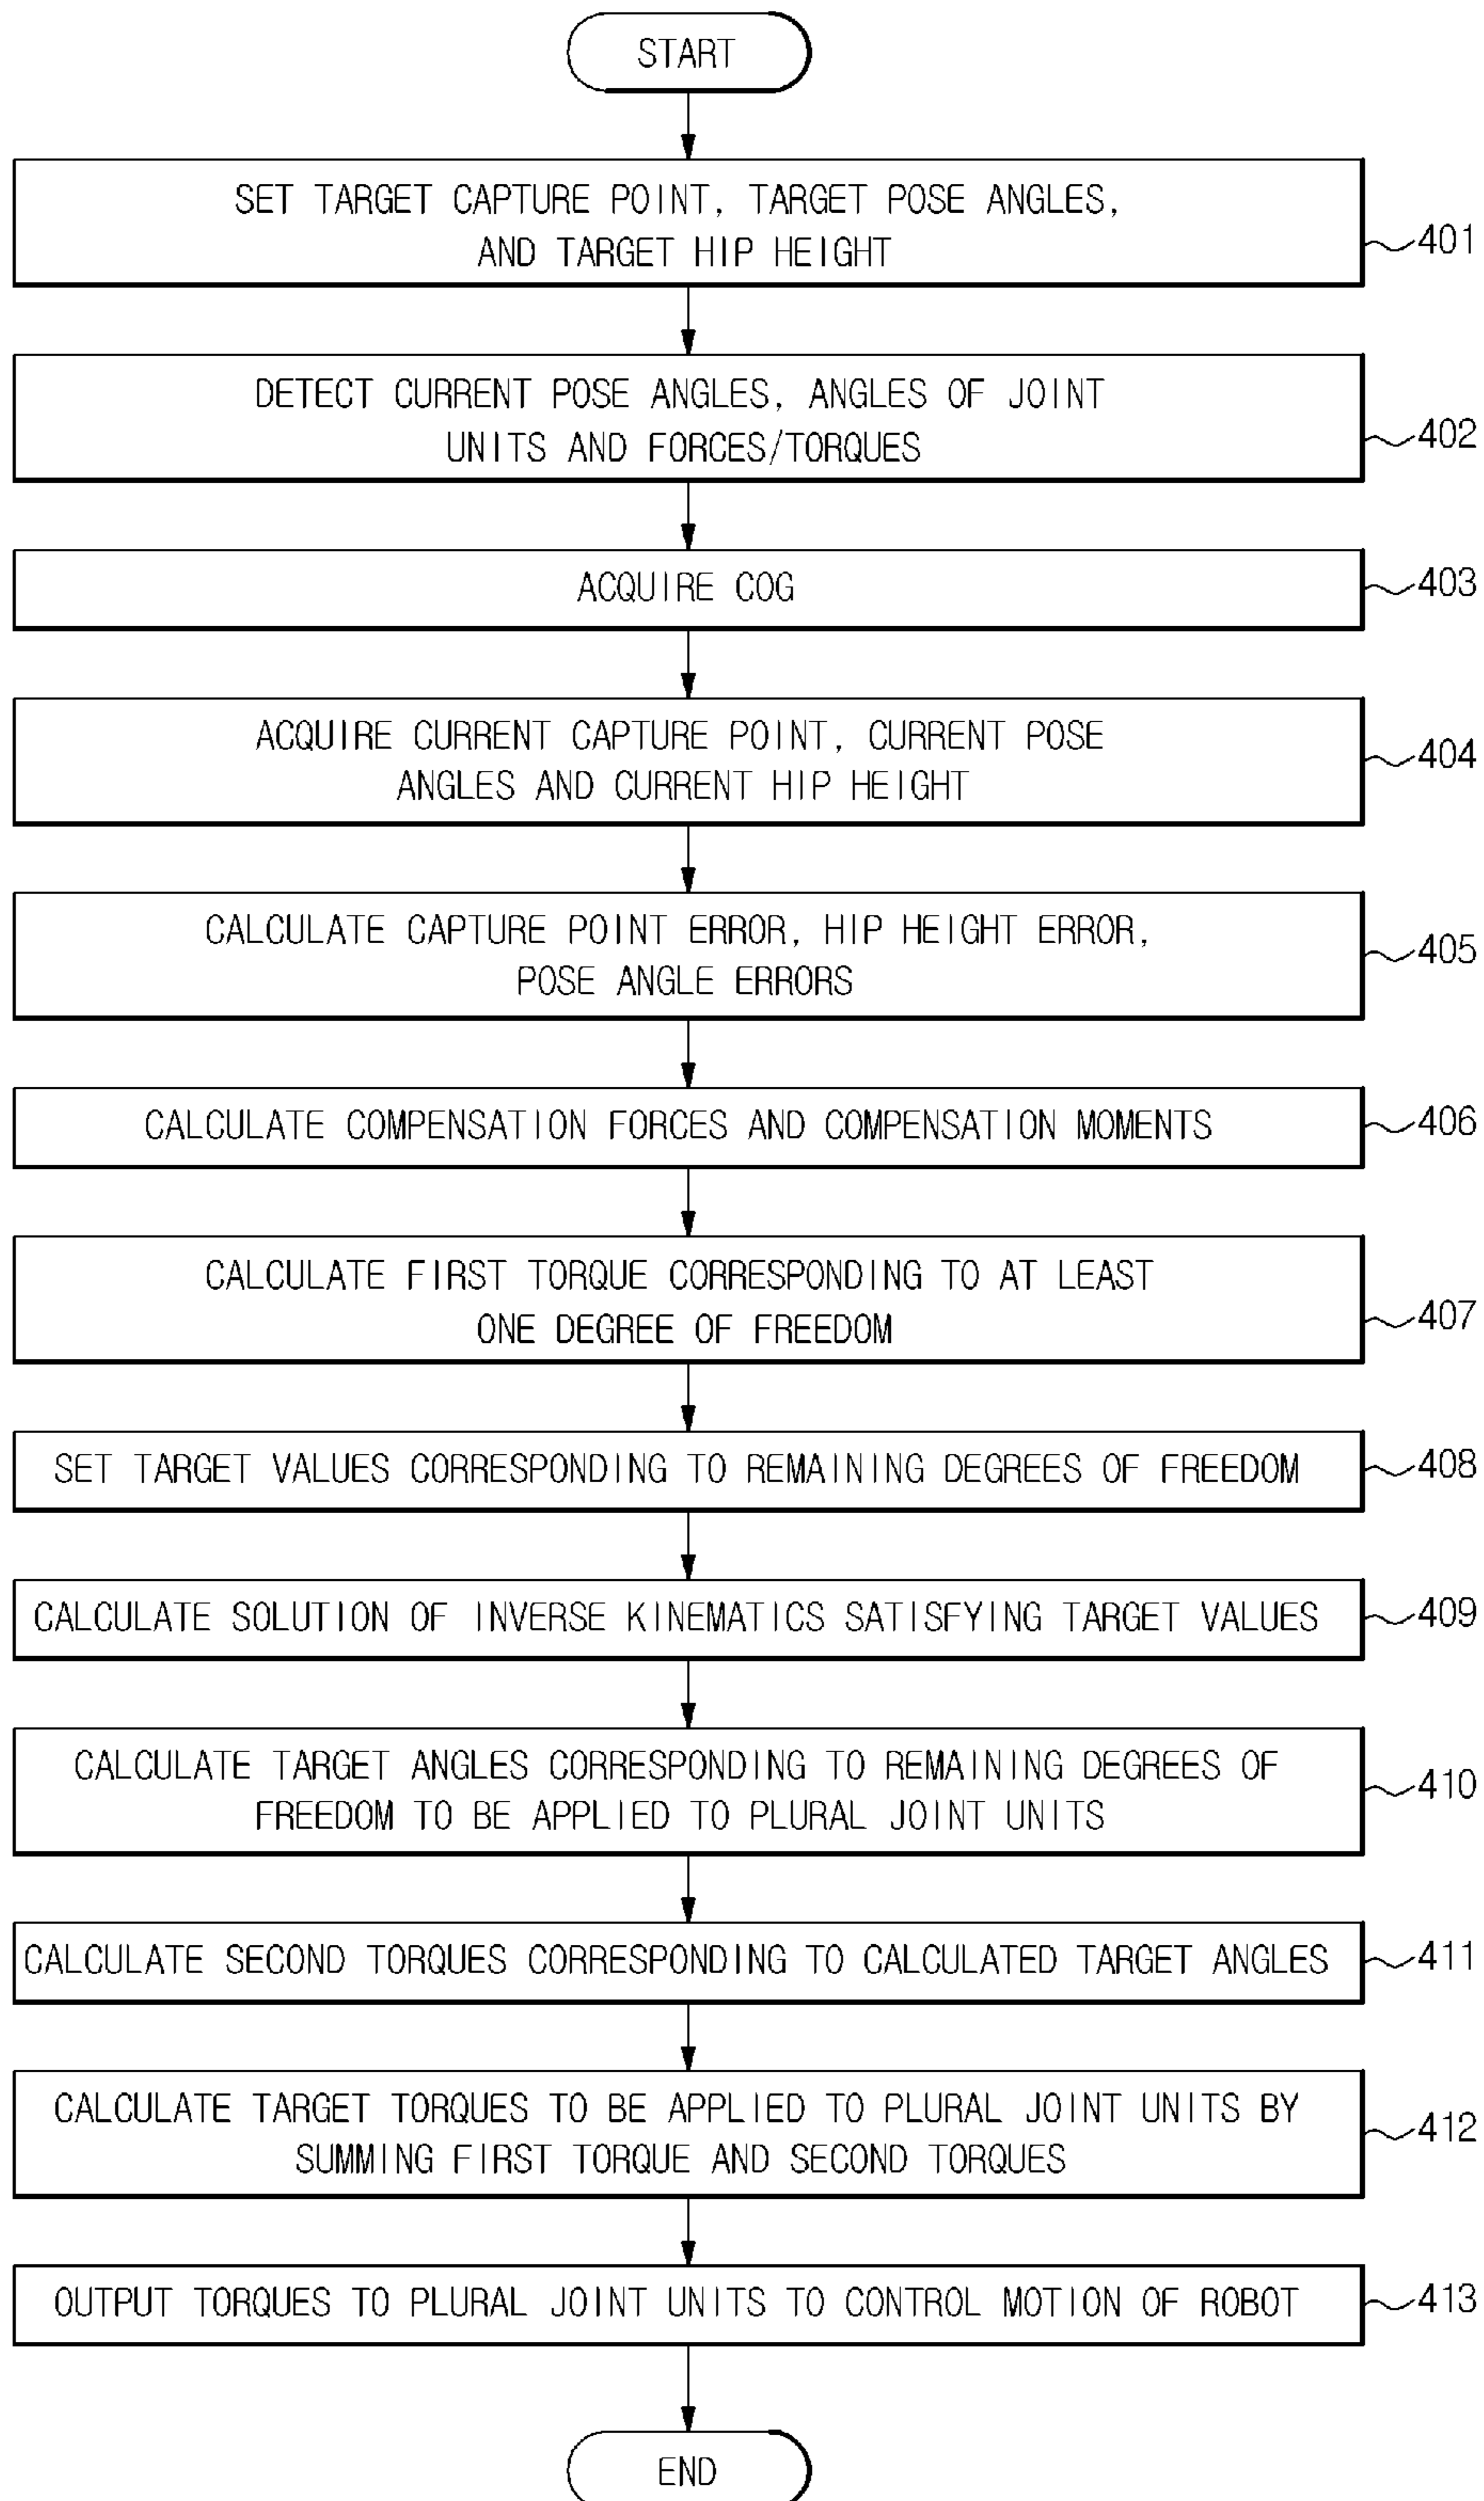 START
SET TARGET CAPTURE POINT, TARGET POSE ANGLES,
AND TARGET HIP HEIGHT
401
DETECT CURRENT POSE ANGLES, ANGLES OF JOINT
UNITS AND FORCES/TORQUES
402
ACQUIRE COG
403
ACQUIRE CURRENT CAPTURE POINT, CURRENT POSE
ANGLES AND CURRENT HIP HEIGHT
404
CALCULATE CAPTURE POINT ERROR, HIP HEIGHT ERROR,
POSE ANGLE ERRORS
405
CALCULATE COMPENSATION FORCES AND COMPENSATION MOMENTS
406
CALCULATE FIRST TORQUE CORRESPONDING TO AT LEAST
ONE DEGREE OF FREEDOM
407
SET TARGET VALUES CORRESPONDING TO REMAINING DEGREES OF FREEDOM
408
CALCULATE SOLUTION OF INVERSE KINEMATICS SATISFYING TARGET VALUES
409
CALCULATE TARGET ANGLES CORRESPONDING TO REMAINING DEGREES OF
FREEDOM TO BE APPLIED TO PLURAL JOINT UNITS
410
CALCULATE SECOND TORQUES CORRESPONDING TO CALCULATED TARGET ANGLES
411
CALCULATE TARGET TORQUES TO BE APPLIED TO PLURAL JOINT UNITS BY
SUMMING FIRST TORQUE AND SECOND TORQUES
412
OUTPUT TORQUES TO PLURAL JOINT UNITS TO CONTROL MOTION OF ROBOT
413
END